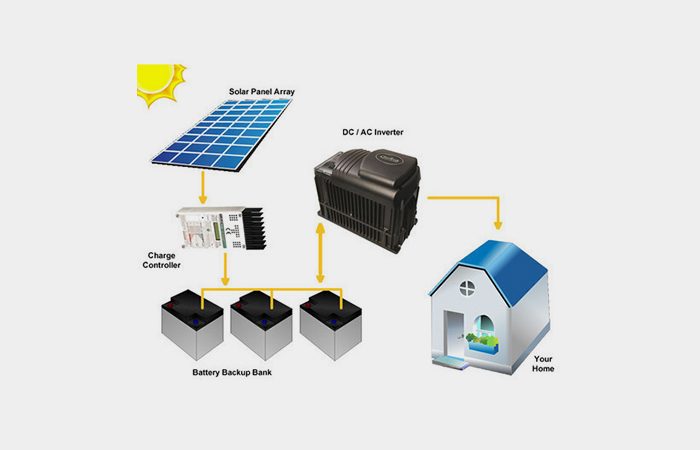 Solar Panel Array
DC / AC Inverter
Charge
Controller
Battery Backup Bank
Your
Home